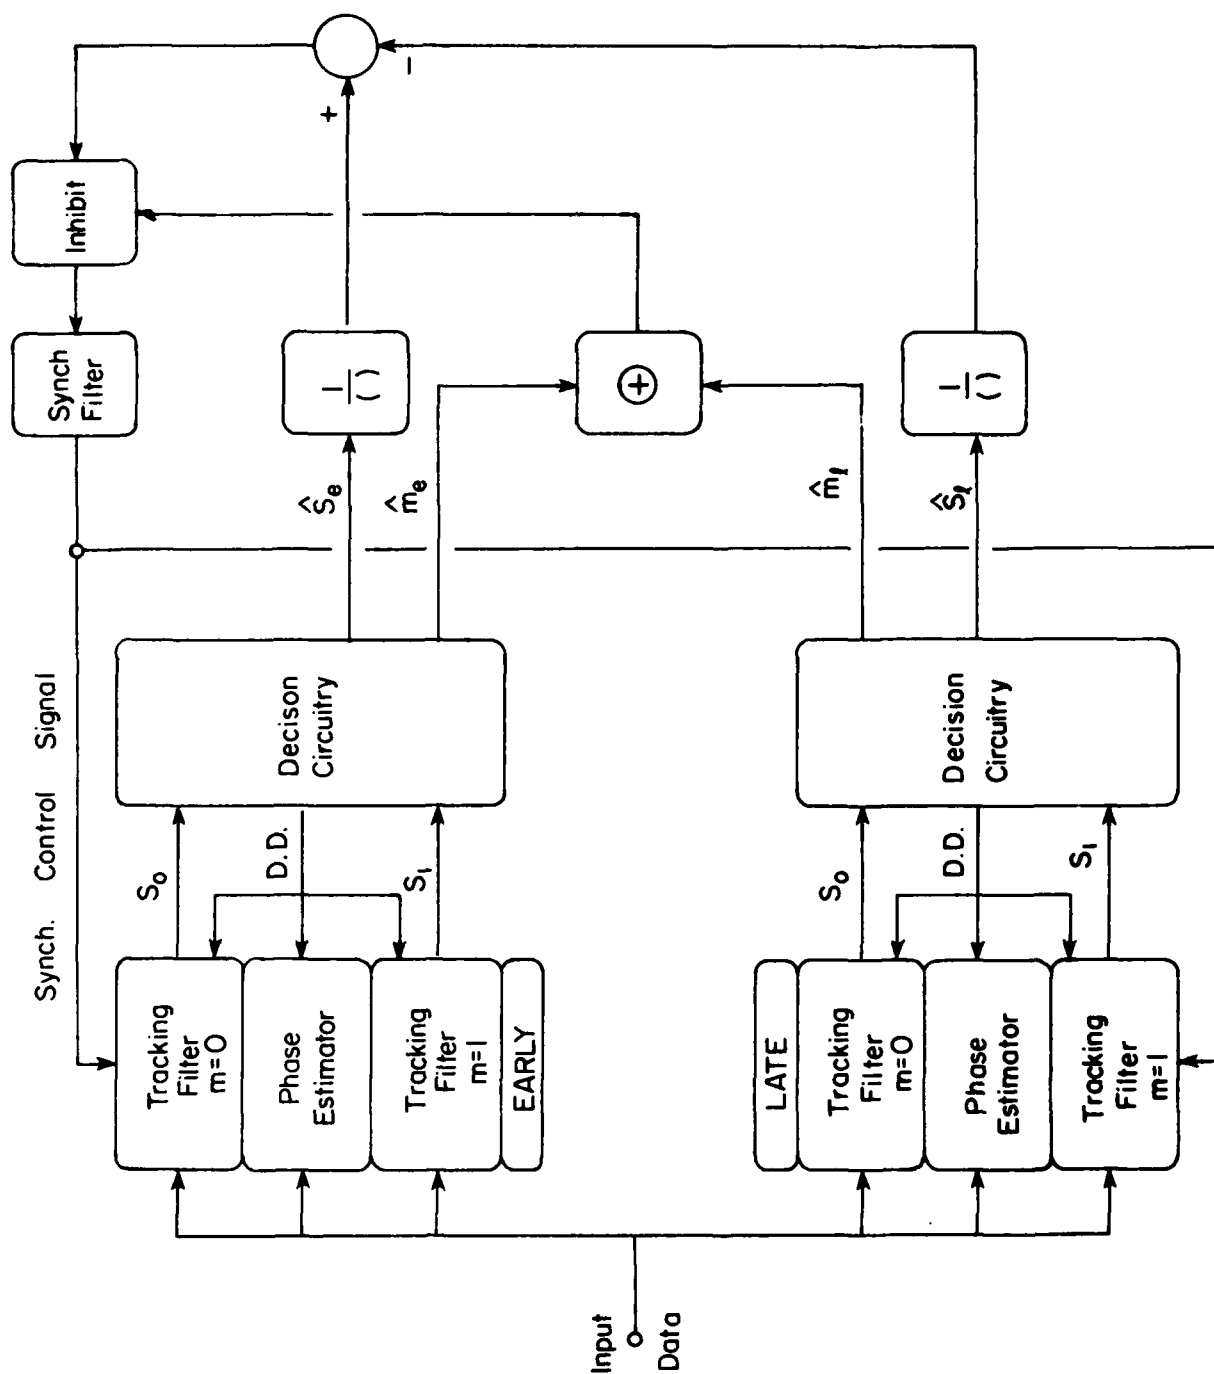 Synch. Control Signal
Input
Data
Tracking
Filter
m=0
Phase
Estimator
Tracking
Filter
m=1
EARLY
S₀
D.D.
S₁
Decison
Circuitry
Ŝₑ
m̂ₑ
1
( )
+
Synch
Filter
Inhibit
+
-
LATE
Tracking
Filter
m=0
Phase
Estimator
Tracking
Filter
m=1
S₀
D.D.
S₁
Decision
Circuitry
m̂ₗ
Ŝₗ
1
( )